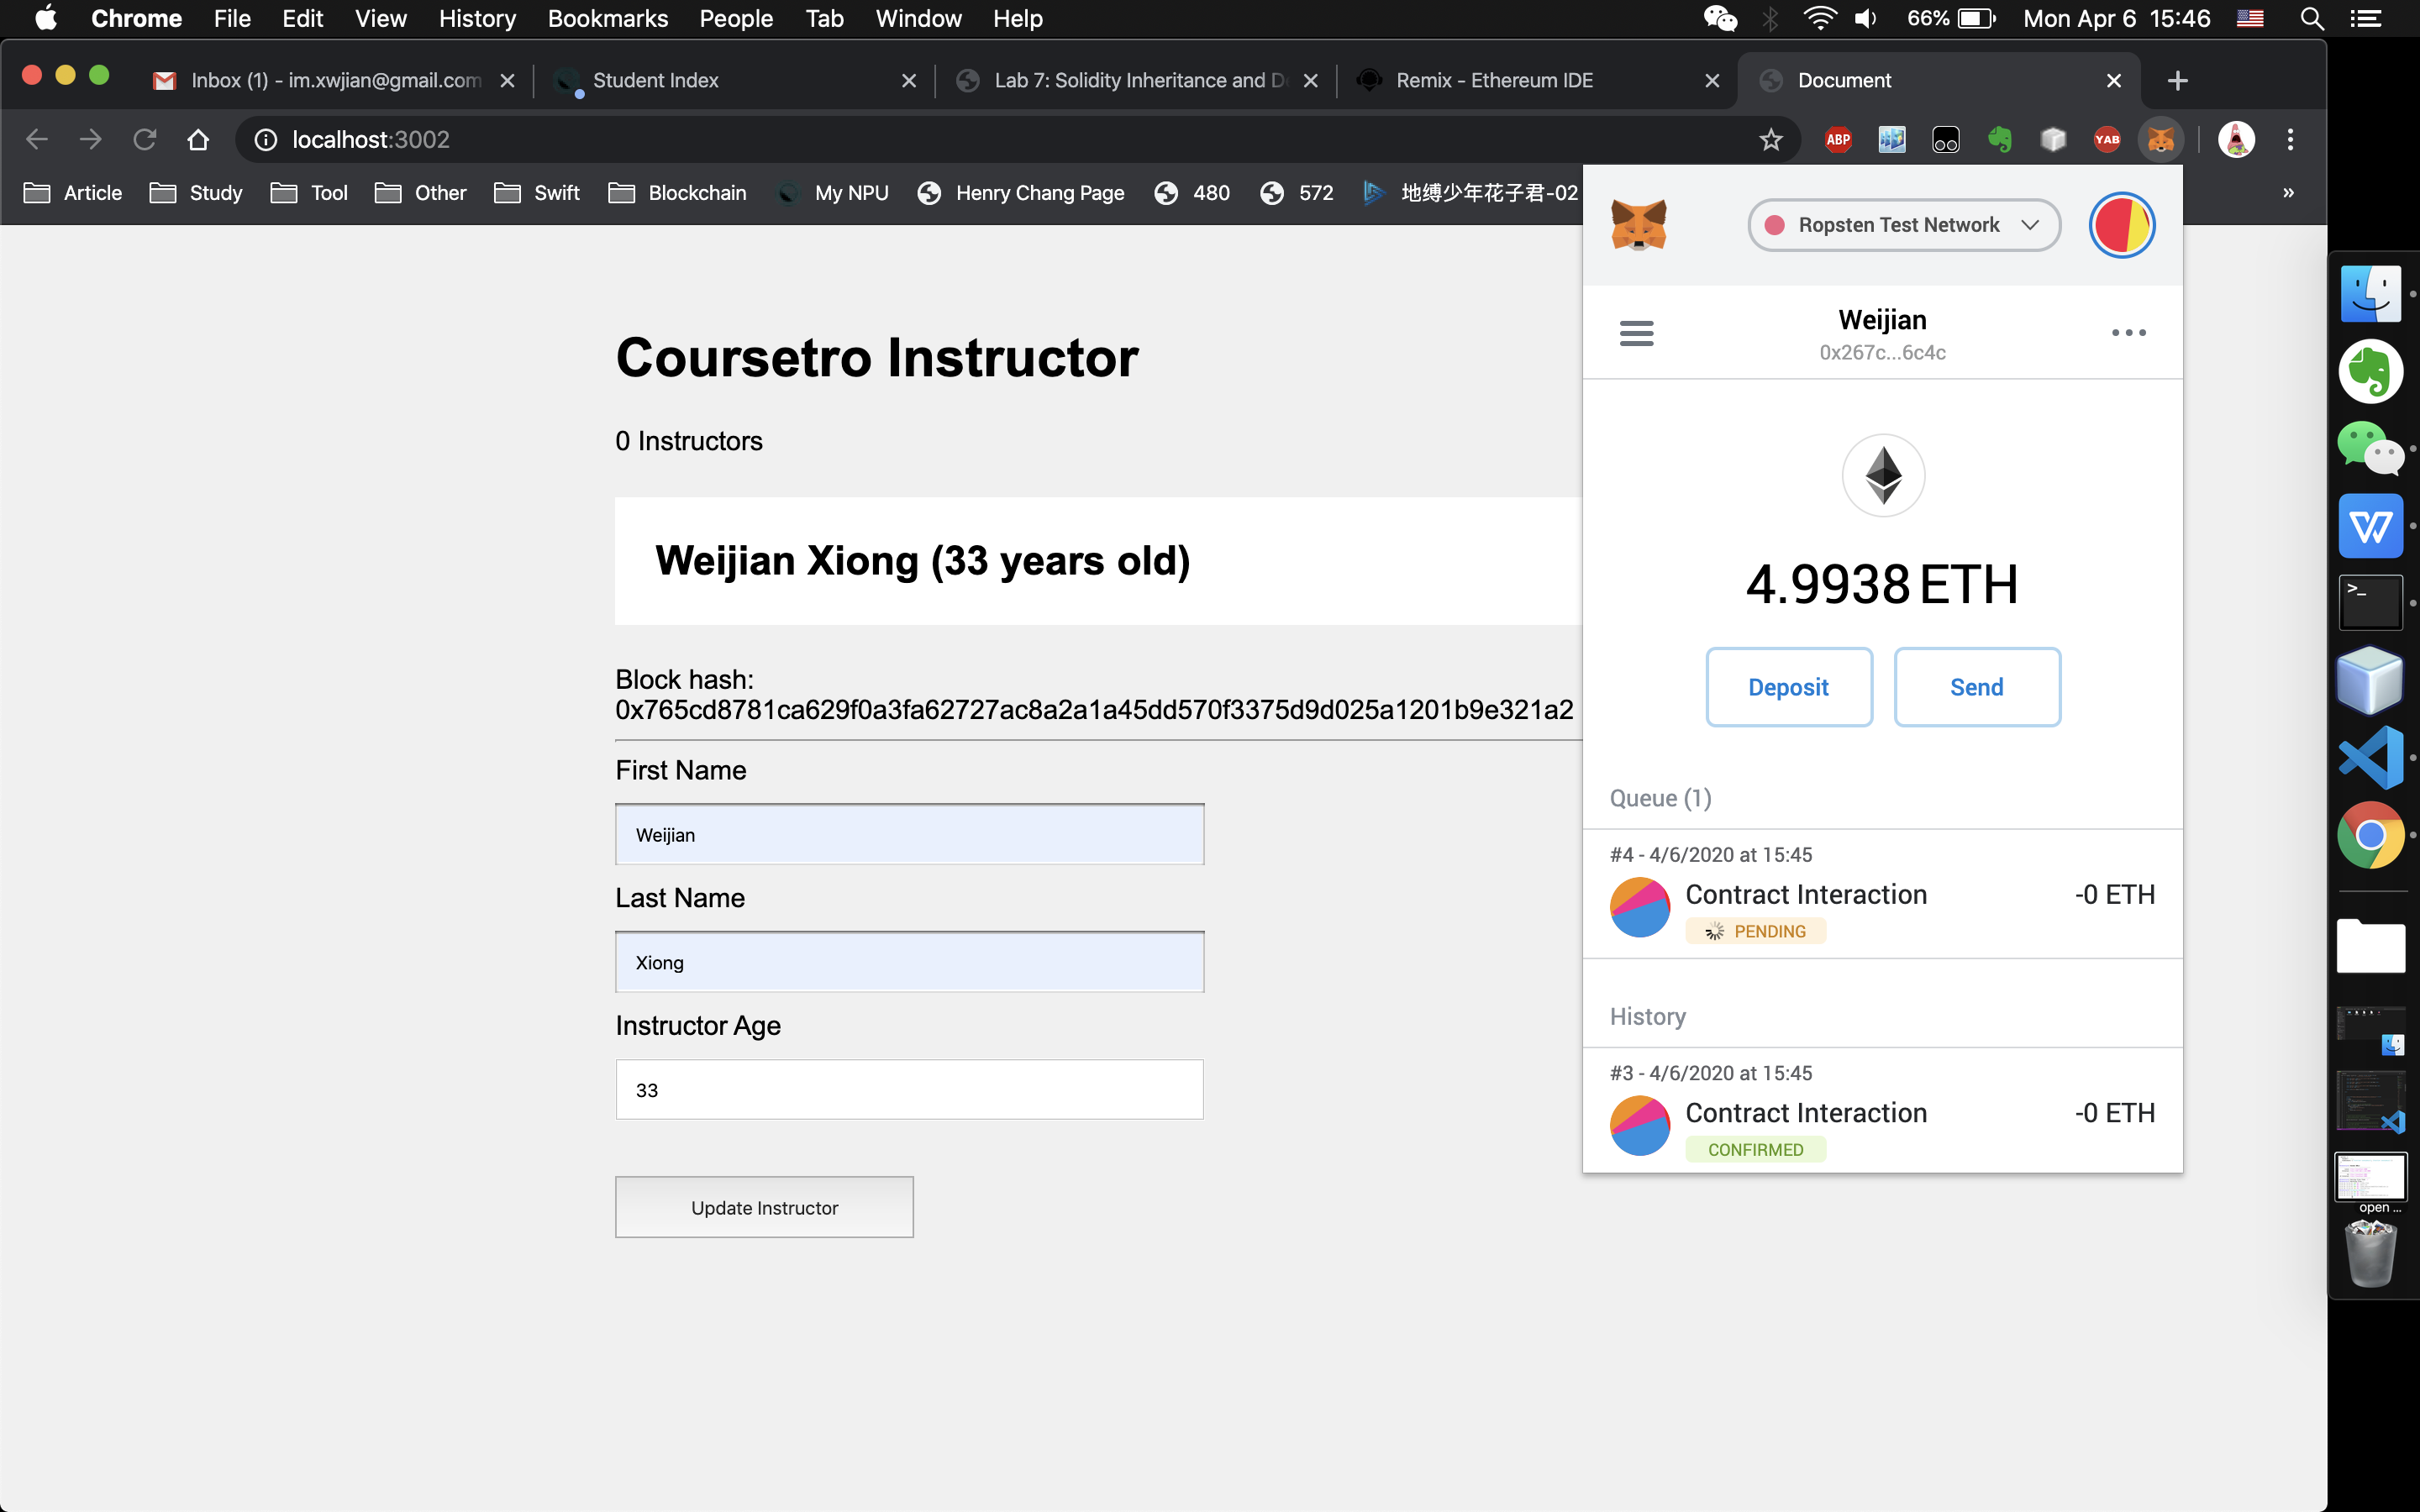 Chrome File Edit View History Bookmarks People Tab Window Help 66% Mon Apr 6 15:46
Inbox (1) - im.xwjian@gmail.com Student Index Lab 7: Solidity Inheritance and D Remix - Ethereum IDE Document
localhost:3002 ABP YAB
Article Study Tool Other Swift Blockchain My NPU Henry Chang Page 480 572 地缚少年花子君-02 »
Coursetro Instructor
0 Instructors
Weijian Xiong (33 years old)
Block hash:
0x765cd8781ca629f0a3fa62727ac8a2a1a45dd570f3375d9d025a1201b9e321a2
First Name
Weijian
Last Name
Xiong
Instructor Age
33
Update Instructor
Ropsten Test Network
Weijian
0x267c...6c4c
4.9938 ETH
Deposit Send
Queue (1)
#4 - 4/6/2020 at 15:45
Contract Interaction -0 ETH
PENDING
History
#3 - 4/6/2020 at 15:45
Contract Interaction -0 ETH
CONFIRMED
open ...